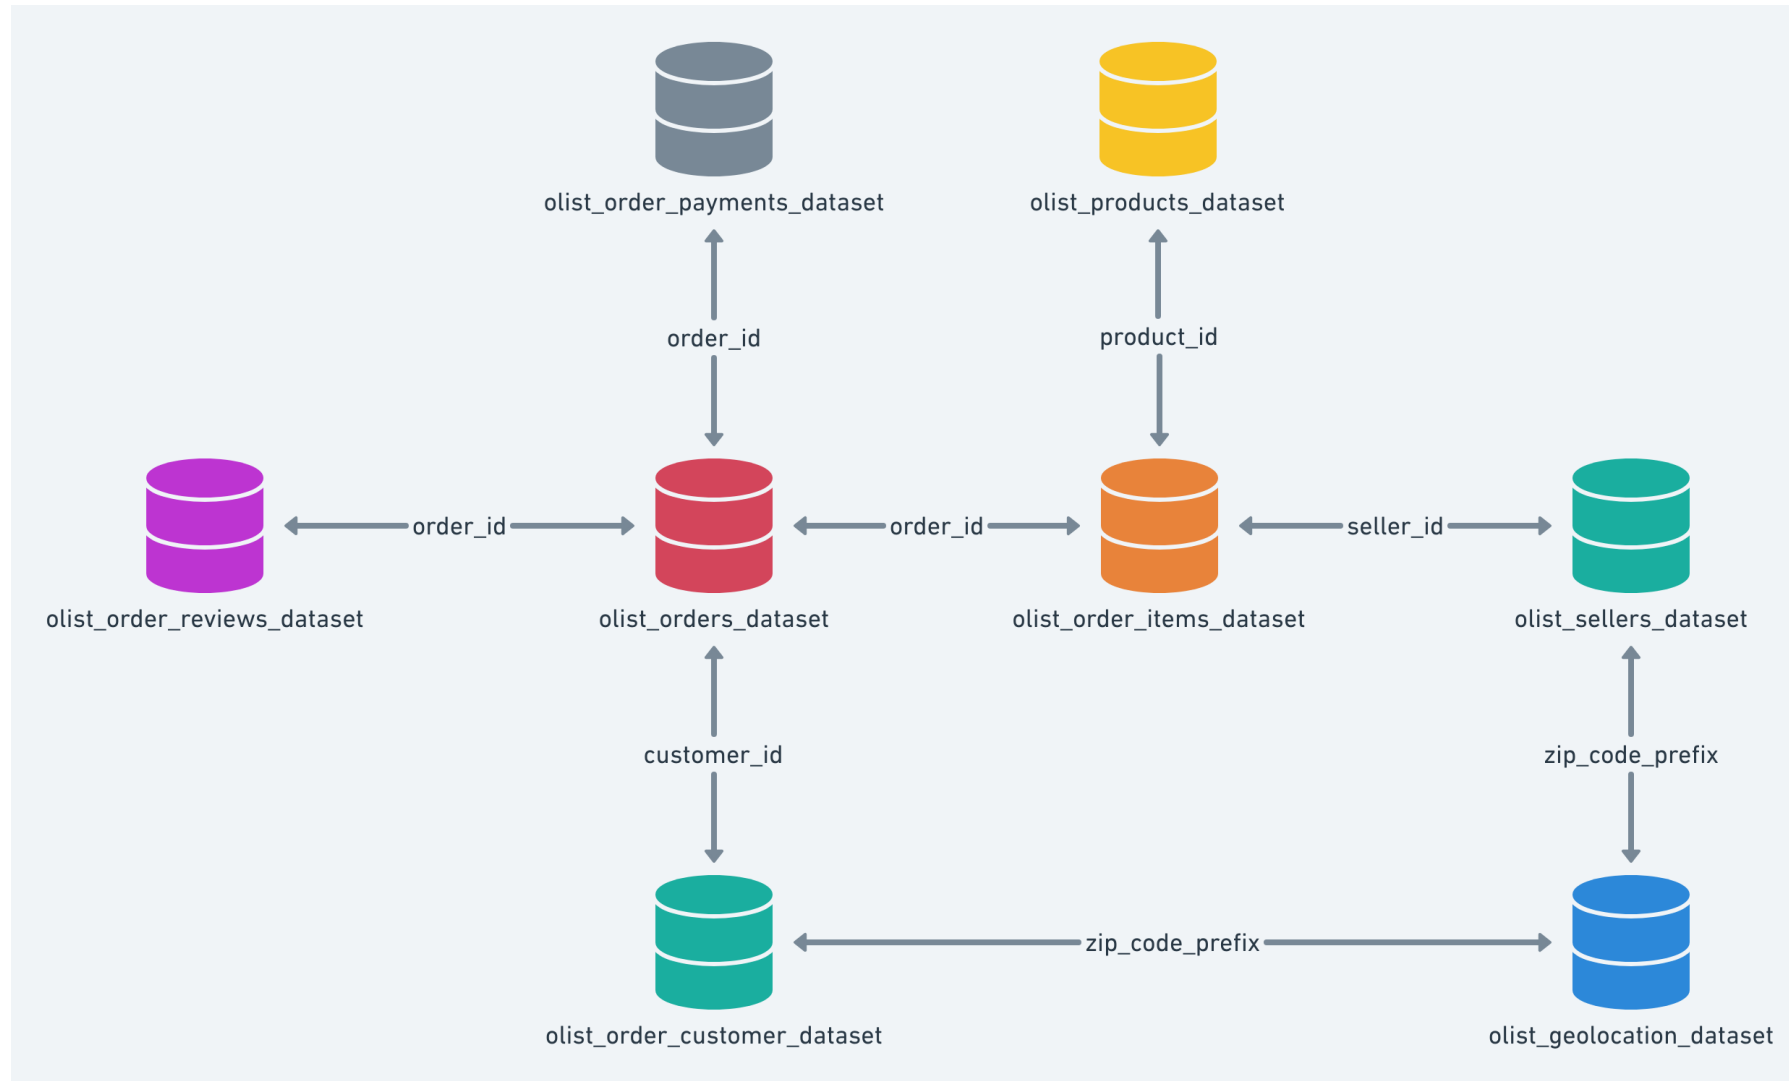 olist_order_payments_dataset
olist_products_dataset
order_id
product_id
order_id
order_id
seller_id
olist_order_reviews_dataset
olist_orders_dataset
olist_order_items_dataset
olist_sellers_dataset
customer_id
zip_code_prefix
zip_code_prefix
olist_order_customer_dataset
olist_geolocation_dataset